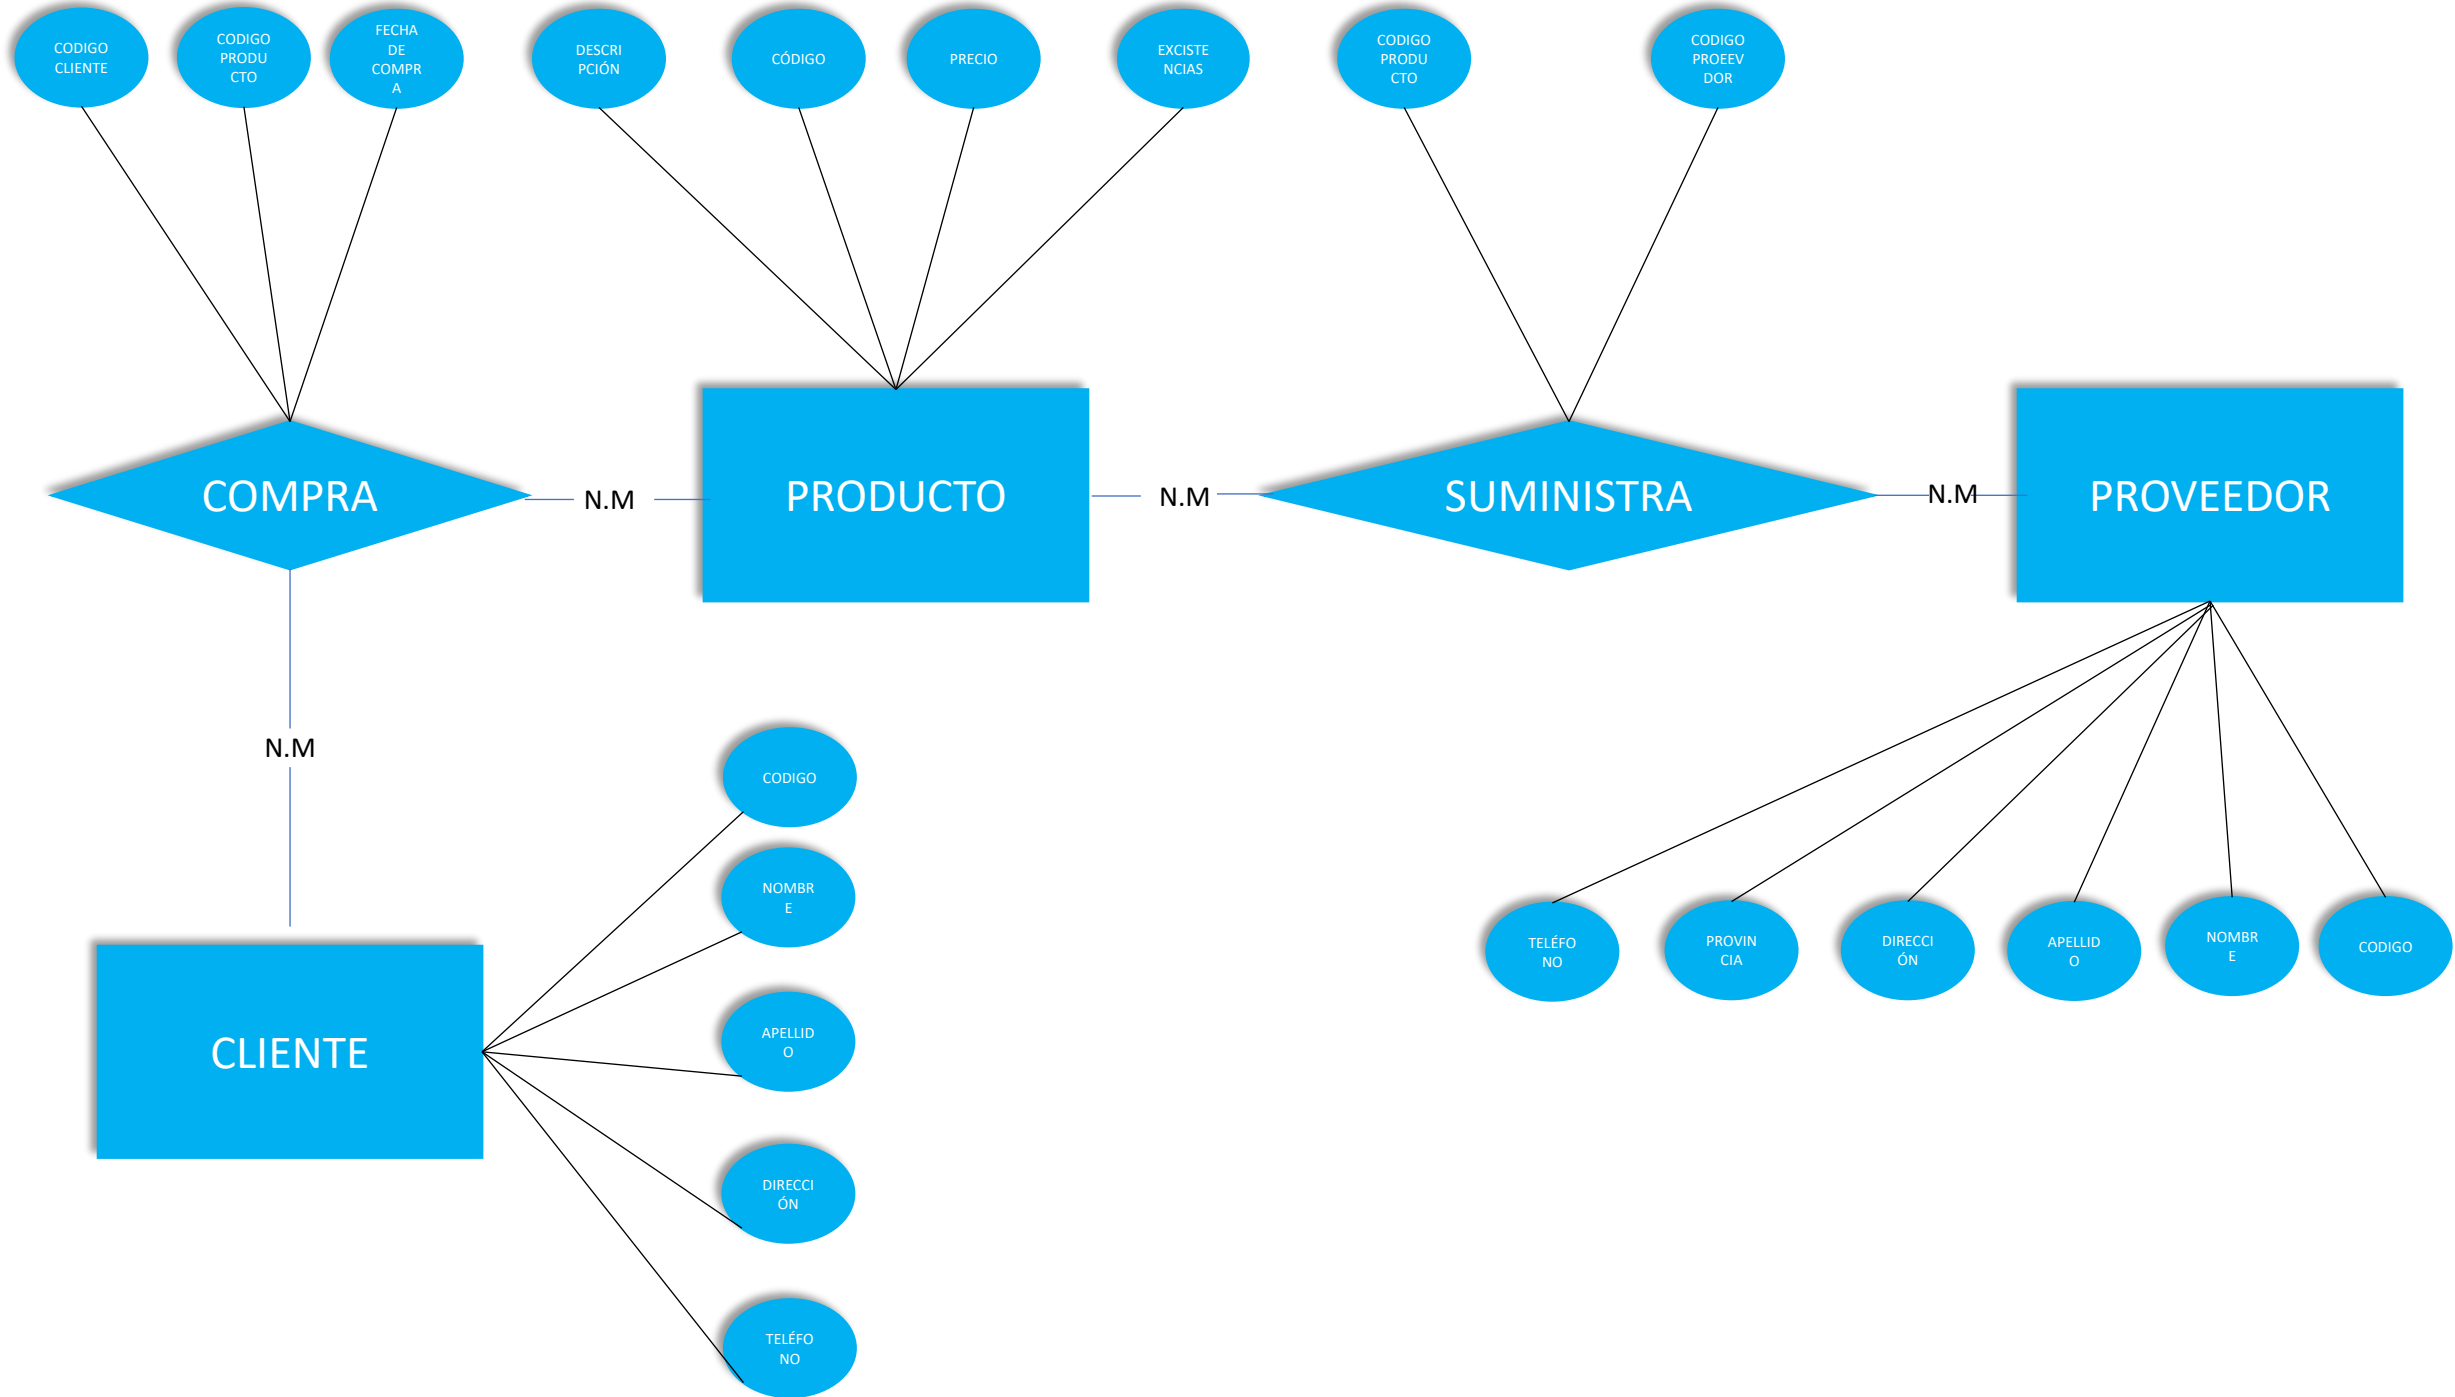 CODIGO
CLIENTE
CODIGO
PRODU
CTO
FECHA
DE
COMPR
A
DESCRI
PCIÓN
CÓDIGO
PRECIO
EXCISTE
NCIAS
CODIGO
PRODU
CTO
CODIGO
PROEEV
DOR
COMPRA
N.M
PRODUCTO
N.M
SUMINISTRA
N.M
PROVEEDOR
N.M
CODIGO
NOMBR
E
APELLID
O
DIRECCI
ÓN
TELÉFO
NO
CLIENTE
TELÉFO
NO
PROVIN
CIA
DIRECCI
ÓN
APELLID
O
NOMBR
E
CODIGO